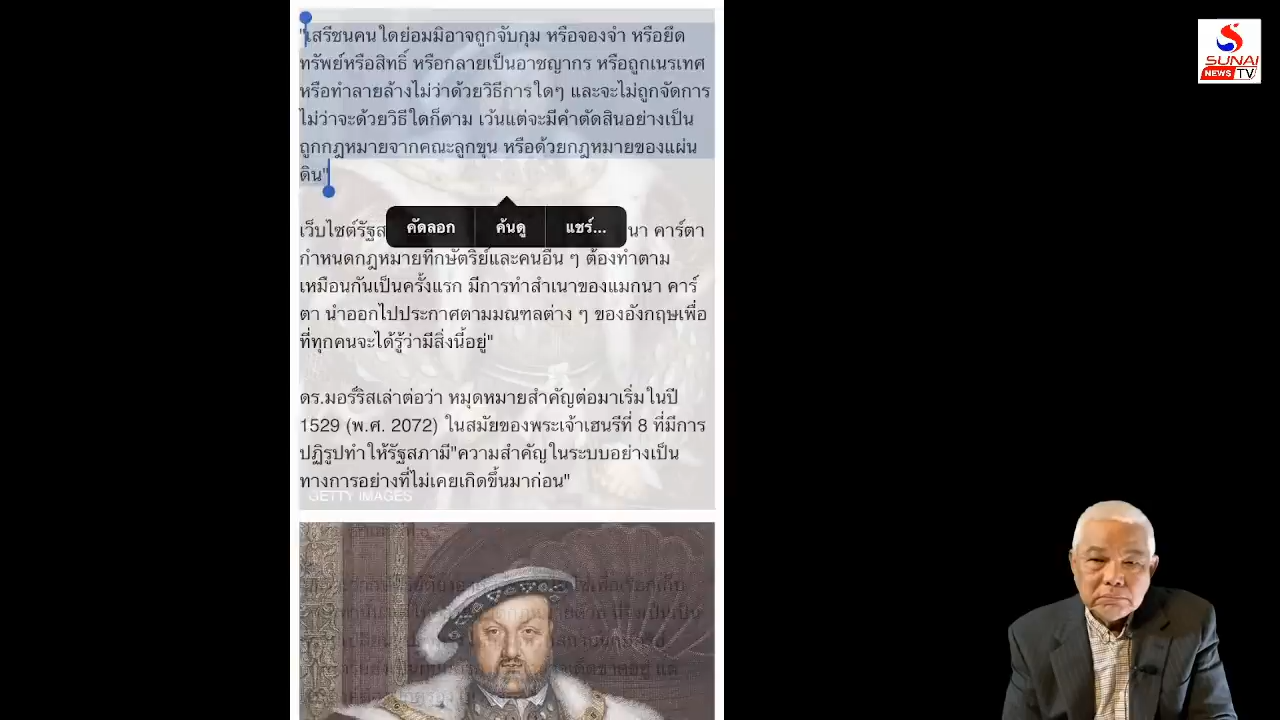 "เสรีชนคนใดย่อมมิอาจถูกจับกุม หรือจองจำ หรือยึด
ทรัพย์หรือสิทธิ์ หรือกลายเป็นอาชญากร หรือถูกเนรเทศ
หรือทำลายล้างไม่ว่าด้วยวิธีการใดๆ และจะไม่ถูกจัดการ
ไม่ว่าจะด้วยวิธีใดก็ตาม เว้นแต่จะมีคำตัดสินอย่างเป็น
ถูกกฎหมายจากคณะลูกขุน หรือด้วยกฎหมายของแผ่น
ดิน"
คัดลอก ค้นดู แชร์...
เว็บไซต์รัฐส นา คาร์ตา
กำหนดกฎหมายที่กษัตริย์และคนอื่น ๆ ต้องทำตาม
เหมือนกันเป็นครั้งแรก มีการทำสำเนาของแมกนา คาร์
ตา นำออกไปประกาศตามมณฑลต่าง ๆ ของอังกฤษเพื่อ
ที่ทุกคนจะได้รู้ว่ามีสิ่งนี้อยู่"
ดร.มอร์ริสเล่าต่อว่า หมุดหมายสำคัญต่อมาเริ่มในปี
1529 (พ.ศ. 2072) ในสมัยของพระเจ้าเฮนรีที่ 8 ที่มีการ
ปฏิรูปทำให้รัฐสภามี"ความสำคัญในระบบอย่างเป็น
ทางการอย่างที่ไม่เคยเกิดขึ้นมาก่อน"
GETTY IMAGES
SUNAI
NEWS TV